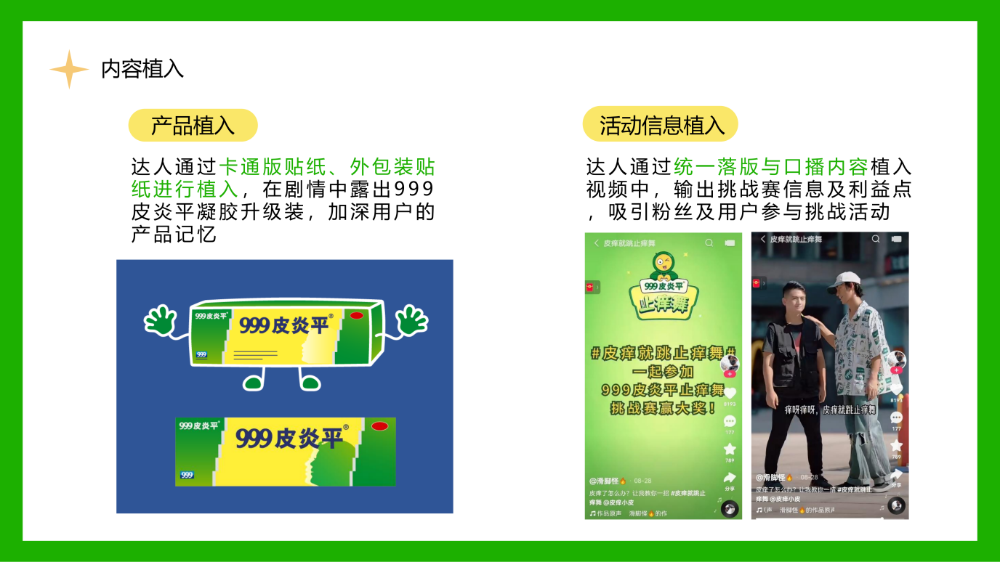 内容植入
产品植入
达人通过卡通版贴纸、外包装贴
纸进行植入，在剧情中露出999
皮炎平凝胶升级装，加深用户的
产品记忆
999皮炎平®
999皮炎平®
999
999皮炎平®
999皮炎平®
999
活动信息植入
达人通过统一落版与口播内容植入
视频中，输出挑战赛信息及利益点
，吸引粉丝及用户参与挑战活动
皮痒就跳止痒舞
999皮炎平®
止痒舞
#皮痒就跳止痒舞#
一起参加
999皮炎平止痒舞
挑战赛赢大奖！
8193
177
789
分享
@滑脚怪🔥 · 08-28
皮痒了怎么办？让我教你一招 #皮痒就跳止
痒舞 @皮痒小皮
作品原声 滑脚怪🔥的作
皮痒就跳止痒舞
痒呀痒呀，皮痒就跳止痒舞
8193
177
789
分享
@滑脚怪🔥 · 08-28
皮痒了怎么办？让我教你一招 #皮痒就跳止
痒舞 @皮痒小皮
声 滑脚怪🔥的作品原声